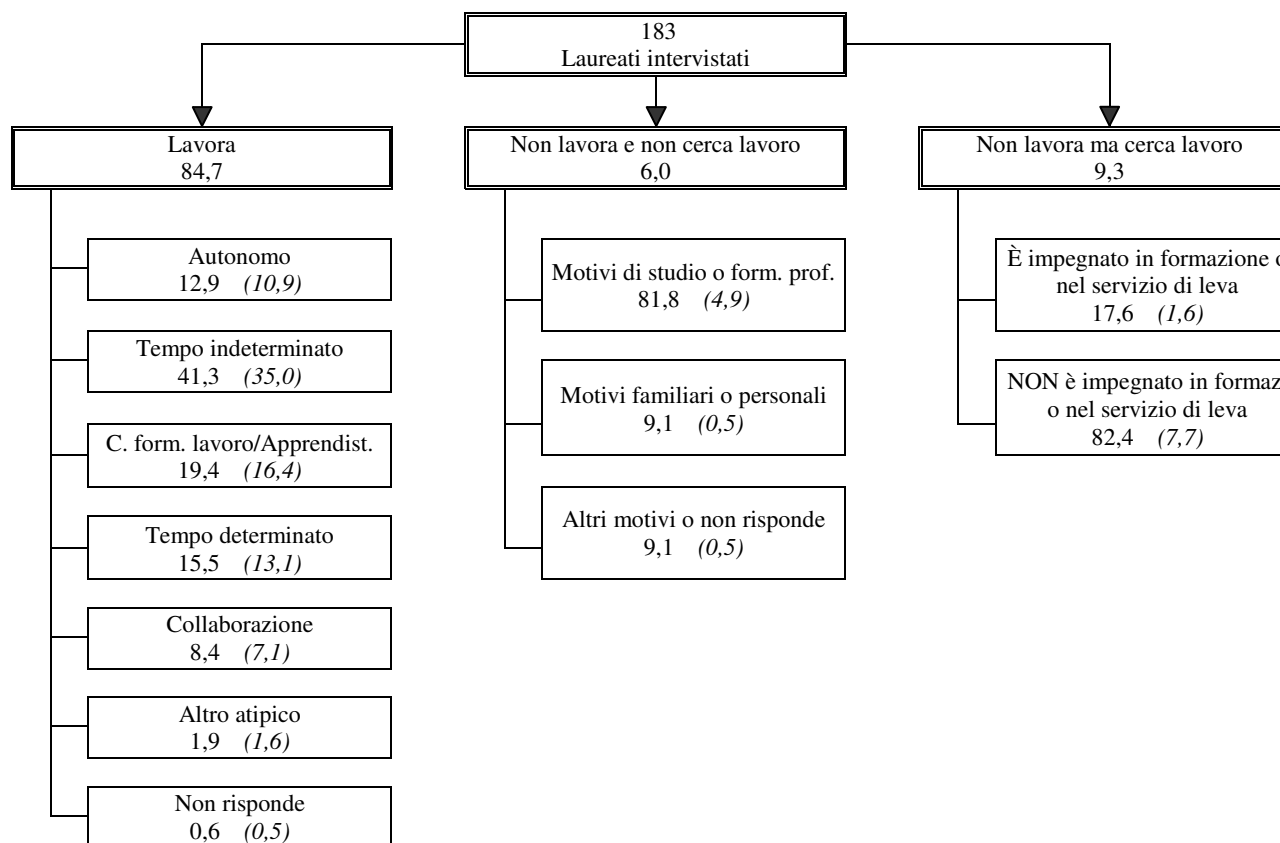 183
Laureati intervistati
Lavora
84,7
Autonomo
12,9 (10,9)
Tempo indeterminato
41,3 (35,0)
C. form. lavoro/Apprendist.
19,4 (16,4)
Tempo determinato
15,5 (13,1)
Collaborazione
8,4 (7,1)
Altro atipico
1,9 (1,6)
Non risponde
0,6 (0,5)
Non lavora e non cerca lavoro
6,0
Motivi di studio o form. prof.
81,8 (4,9)
Motivi familiari o personali
9,1 (0,5)
Altri motivi o non risponde
9,1 (0,5)
Non lavora ma cerca lavoro
9,3
È impegnato in formazione
nel servizio di leva
17,6 (1,6)
NON è impegnato in
o nel servizio di leva
82,4 (7,7)